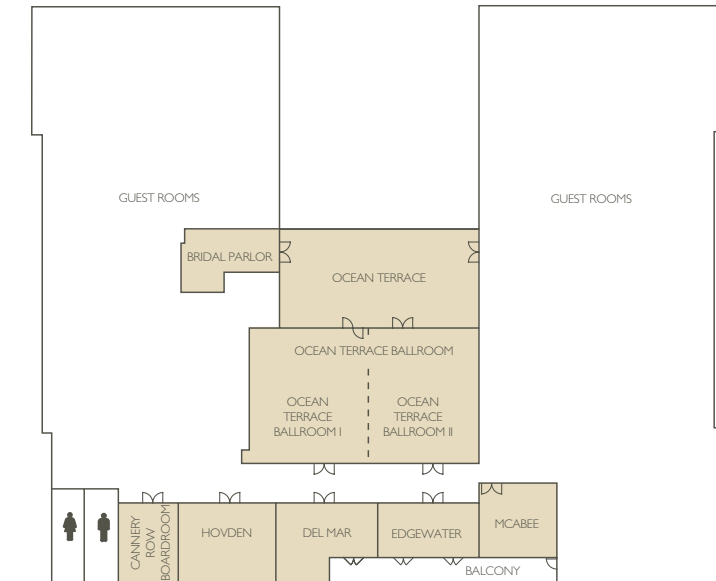 GUEST ROOMS
GUEST ROOMS
BRIDAL PARLOR
OCEAN TERRACE
OCEAN TERRACE BALLROOM
OCEAN
TERRACE
BALLROOM I
OCEAN
TERRACE
BALLROOM II
CANNERY
ROW
BOARDROOM
HOVDEN
DEL MAR
EDGEWATER
MCABEE
BALCONY